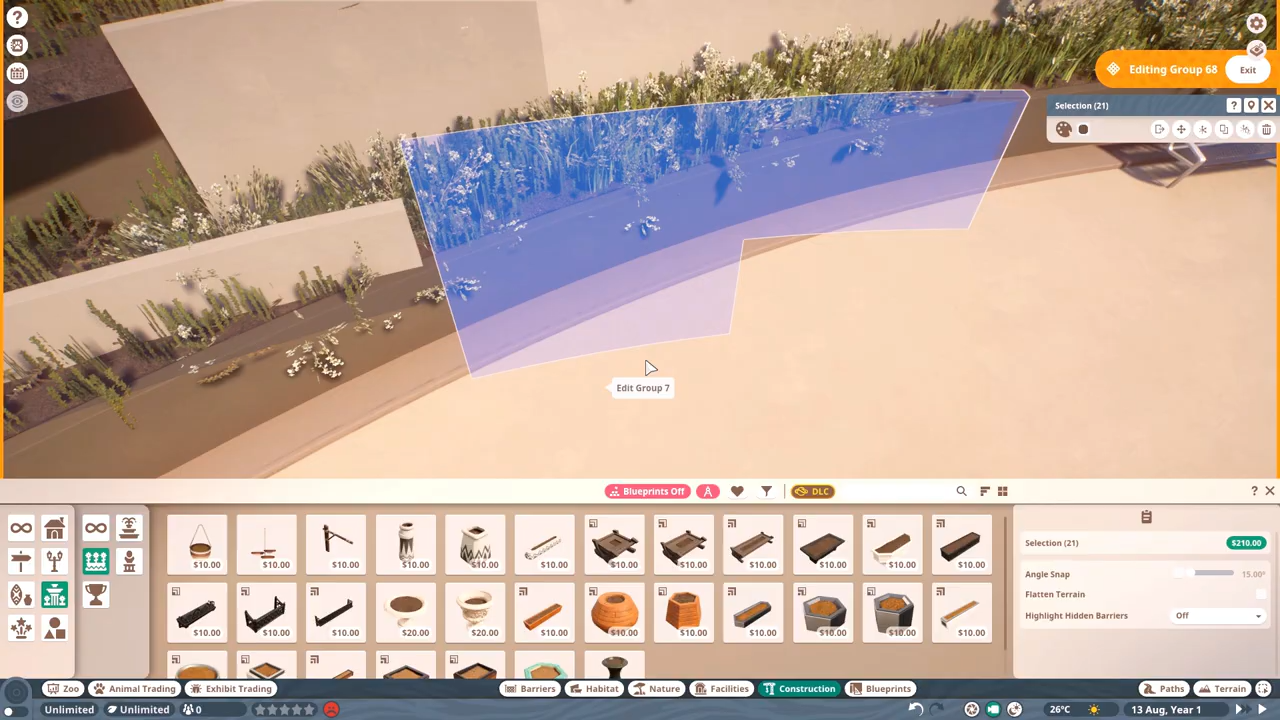 Editing Group 68
Exit
Selection (21)
?
Edit Group 7
Blueprints Off
DLC
?
$10.00 $10.00 $10.00 $10.00 $10.00 $10.00 $10.00 $10.00 $10.00 $10.00 $10.00 $10.00
$10.00 $10.00 $10.00 $20.00 $20.00 $10.00 $10.00 $10.00 $10.00 $10.00 $10.00 $10.00
Selection (21)
$210.00
Angle Snap
15.00°
Flatten Terrain
Highlight Hidden Barriers
Off
Zoo
Animal Trading
Exhibit Trading
Barriers
Habitat
Nature
Facilities
Construction
Blueprints
Paths
Terrain
Unlimited
Unlimited
0
26°C
13 Aug, Year 1